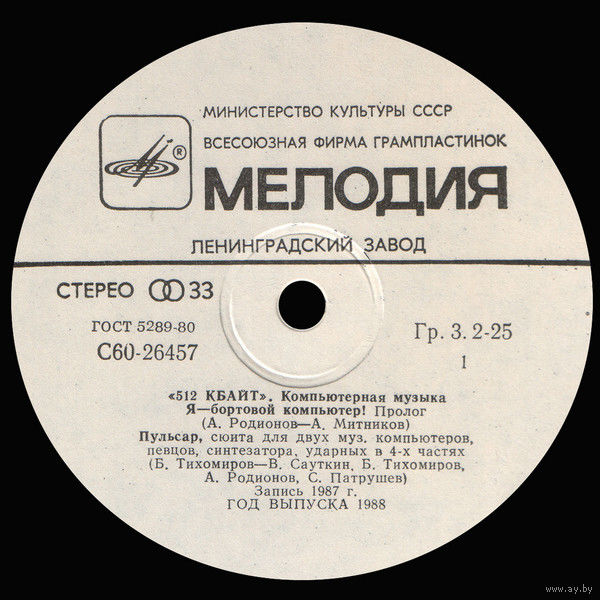 МИНИСТЕРСТВО КУЛЬТУРЫ СССР
ВСЕСОЮЗНАЯ ФИРМА ГРАМПЛАСТИНОК
®
МЕЛОДИЯ
ЛЕНИНГРАДСКИЙ ЗАВОД
СТЕРЕО 33
ГОСТ 5289-80
С60-26457
Гр. 3. 2-25
1
«512 КБАЙТ». Компьютерная музыка
Я—бортовой компьютер! Пролог
(А. Родионов—А. Митников)
Пульсар, сюита для двух муз. компьютеров,
певцов, синтезатора, ударных в 4-х частях
(Б. Тихомиров—В. Сауткин, Б. Тихомиров,
А. Родионов, С. Патрушев)
Запись 1987 г.
ГОД ВЫПУСКА 1988
www.ay.by